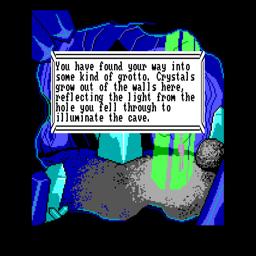 You have found your way into
some kind of grotto. Crystals
grow out of the walls here,
reflecting the light from the
hole you fell through to
illuminate the cave.